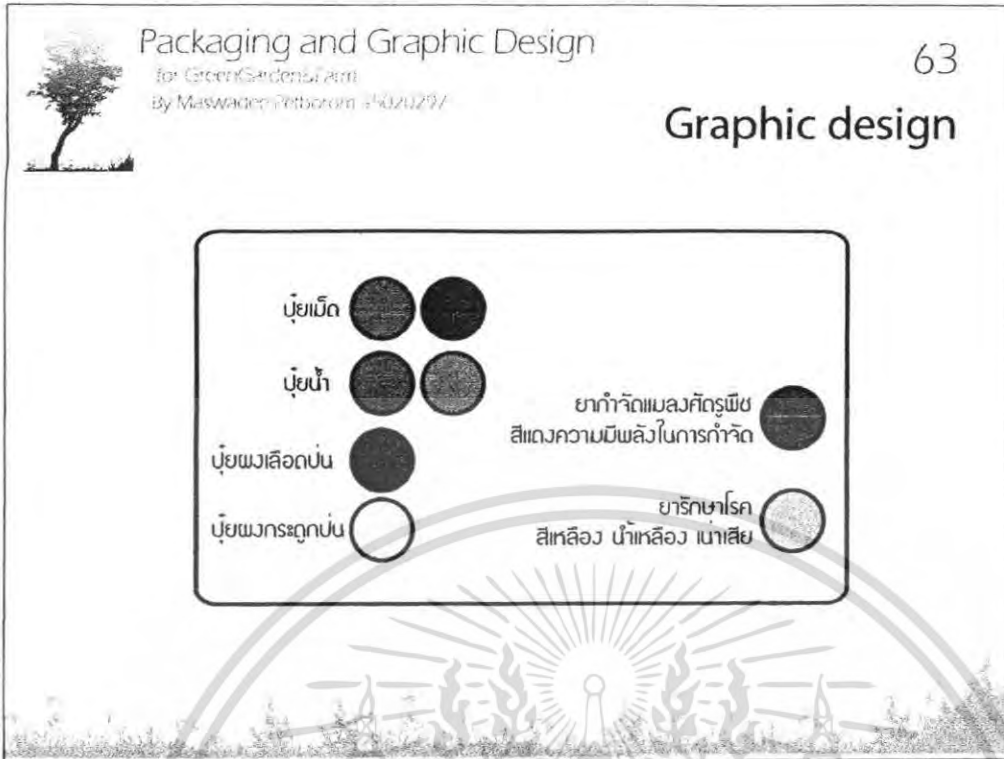 Packaging and Graphic Design
for GreenGarden&Farm
By
63
Graphic design
ปุ๋ยเม็ด
ปุ๋ยน้ำ
ปุ๋ยผงเลือดป่น
ปุ๋ยผงกระดูกป่น
ยากำจัดแมลงศัตรูพืช
สีแดงความมีพลังในการกำจัด
ยารักษาโรค
สีเหลือง น้ำเหลือง เน่าเสีย